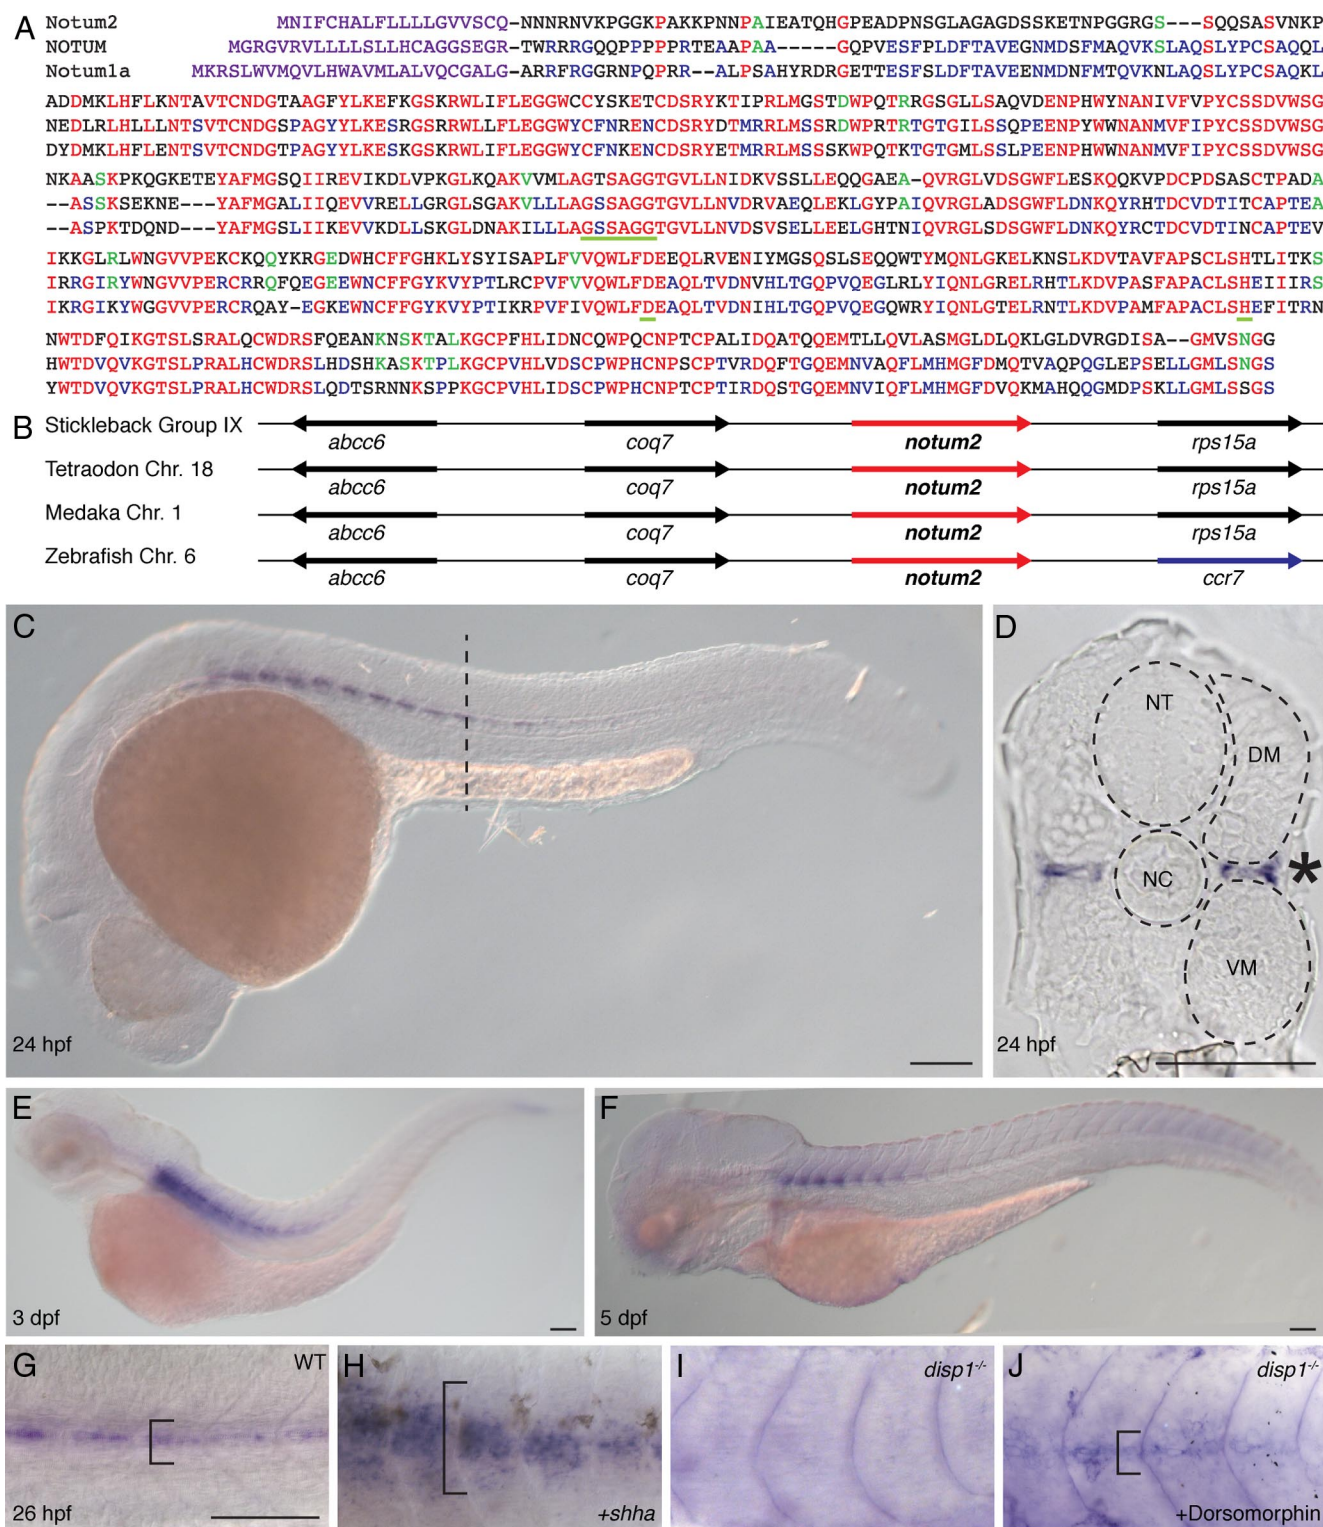 A
Notum2 MNIFCHALFLLLLGVVSCQ-NNNRNVKPGGKPAKKPNNPAIEATQHGPEADPNSGLAGAGDSSKETNPGGRGS---SQQSASVNKP
NOTUM MGRGVRVLLLLSLLHCAGGSEGR-TWRRRGQQPPPPPRTEAAPAA-----GQPVESFPLDFTAVEGNMDSFMAQVKSLAQSLYPCSAQQL
Notum1a MKRSLWVMQVLHWAVMLALVQCGALG-ARRFRGGRNPQPRR--ALPSAHYRDRGETTESFSLDFTAVEENMDNFMTQVKNLAQSLYPCSAQKL
ADDMKLHFLKNTAVTCNDGTAAGFYLKEFKGSKRWLIFLEGGWCCYSKETCDSRYKTIPRLMGSTDWPQTRRGSGLLSAQVDENPHWYNANIVFVPYCSSDVWSG
NEDLRLHLLLNTSVTCNDGSPAGYYLKESRGSRRWLLFLEGGWYCFNRENCDSRYDTMRRLMSSRDWPRTRTGTGILSSQPEENPYWWNANMVFIPYCSSDVWSG
DYDMKLHFLENTSVTCNDGTPAGYYLKESKGSKRWLIFLEGGWYCFNKENCDSRYETMRRLMSSSKWPQTKTGTGMLSSLPEENPHWWNANMVFIPYCSSDVWSG
NKAASKPKQGKETEYAFMGSQIIREVIKDLVPKGLKQAKVVMLAGTSAGGTGVLLNIDKVSSLLEQQGAEA-QVRGLVDSGWFLESKQQKVPDCPDSASCTPADA
--ASSKSEKNE---YAFMGALIIQEVVRELLGRGLSGAKVLLLAGSSAGGTGVLLNVDRVAEQLEKLGYPAIQVRGLADSGWFLDNKQYRHTDCVDTITCAPTEA
--ASPKTDQND---YAFMGSLIIKEVVKDLLSKGLDNAKILLLAGSSAGGTGVLLNVDSVSELLEELGHTNIQVRGLSDSGWFLDNKQYRCTDCVDTICAPTEV
IKKGLRLWNGVVPEKCKQQYKRGEDWHCFFGHKLYSYISAPLFVVQWLFDEEQLRVENIYMGSQSLSEQQWTYMQNLGKELKNSLKDVTAVFAPSCLSHTLITKS
IRRGIRYWNGVVPERCRRQFQEGEEWNCFFGYKVYPTLRCPVFVVQWLFDEAQLTVDNVHLTGQPVQEGLRLYIQNLGRELRHTLKDVPASFAPACLSHEIIIRS
IKRGIKYWGGVVPERCRQAY-EGKEWNCFFGYKVYPTIKRPVFIVQWLFDEAQLTVDNIHLTGQPVQEGQWRYIQNLGTELRNTLKDVPAMFAPACLSHEFITRN
NWTDFQIKGTSLSRALQCWDRSFQEANKNSKTALKGCPFHLIDNCQWPQCNPTCPALIDQATQQEMTLLQVLASMGLDLQKLGLDVRGDISA--GMVSNGG
HWTDVQVKGTSLPRALHCWDRSLHDSHKASKTPLKGCPVHLVDSCPWPHCNPSCPTVRDQFTGQEMNVAQFLMHMGFDMQTVAQPQGLEPSELLGMLSNGS
YWTDVQVKGTSLPRALHCWDRSLQDTSRNNKSPPKGCPVHLIDSCPWPHCNPTCPTIRDQSTGQEMNVIQFLMHMGFDVQKMAHQQGMDPSKLLGMLSSGS
B
Stickleback Group IX abcc6 coq7 notum2 rps15a
Tetraodon Chr. 18 abcc6 coq7 notum2 rps15a
Medaka Chr. 1 abcc6 coq7 notum2 rps15a
Zebrafish Chr. 6 abcc6 coq7 notum2 ccr7
C
24 hpf
D
NT
DM
NC
*
VM
24 hpf
E
3 dpf
F
5 dpf
G
WT
26 hpf
H
+shha
I
disp1-/-
J
disp1-/-
+Dorsomorphin